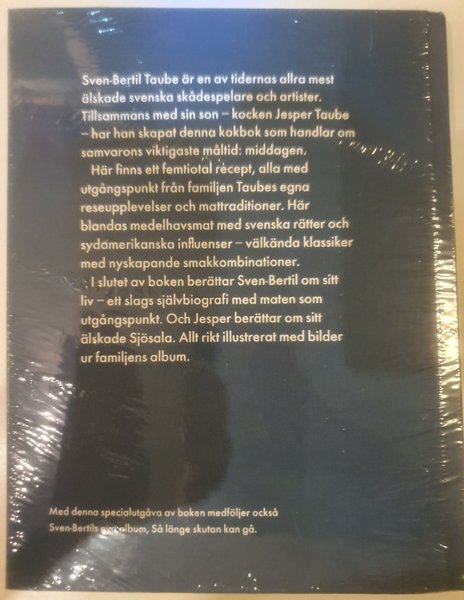 Sven-Bertil Taube är en av tidernas allra mest
älskade svenska skådespelare och artister.
Tillsammans med sin son – kocken Jesper Taube
– har han skapat denna kokbok som handlar om
samvarons viktigaste måltid: middagen.
Här finns ett femtiotal recept, alla med
utgångspunkt från familjen Taubes egna
reseupplevelser och mattraditioner. Här
blandas medelhavsmat med svenska rätter och
sydamerikanska influenser – välkända klassiker
med nyskapande smakkombinationer.
I slutet av boken berättar Sven-Bertil om sitt
liv – ett slags självbiografi med maten som
utgångspunkt. Och Jesper berättar om sitt
älskade Sjösala. Allt rikt illustrerat med bilder
ur familjens album.
Med denna specialutgåva av boken medföljer också
Sven-Bertils album, Så länge skutan kan gå.